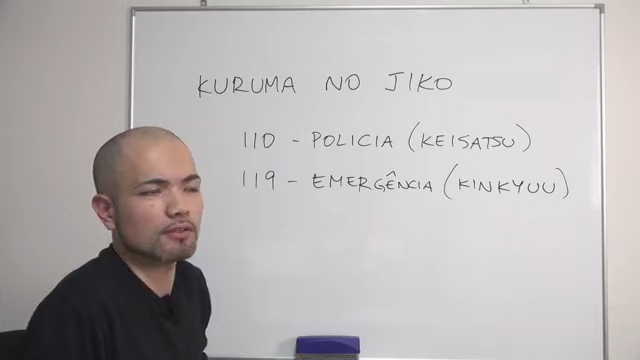 KURUMA NO JIKO
110 - POLICIA (KEISATSU)
119 - EMERGÊNCIA (KINKYUU)